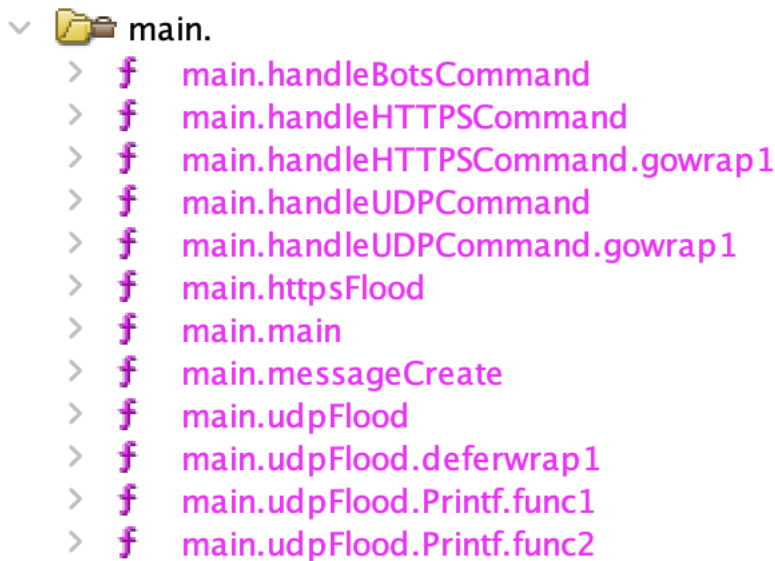 main.
main.handleBotsCommand
main.handleHTTPSCommand
main.handleHTTPSCommand.gowrap1
main.handleUDPCommand
main.handleUDPCommand.gowrap1
main.httpsFlood
main.main
main.messageCreate
main.udpFlood
main.udpFlood.deferwrap1
main.udpFlood.Printf.func1
main.udpFlood.Printf.func2